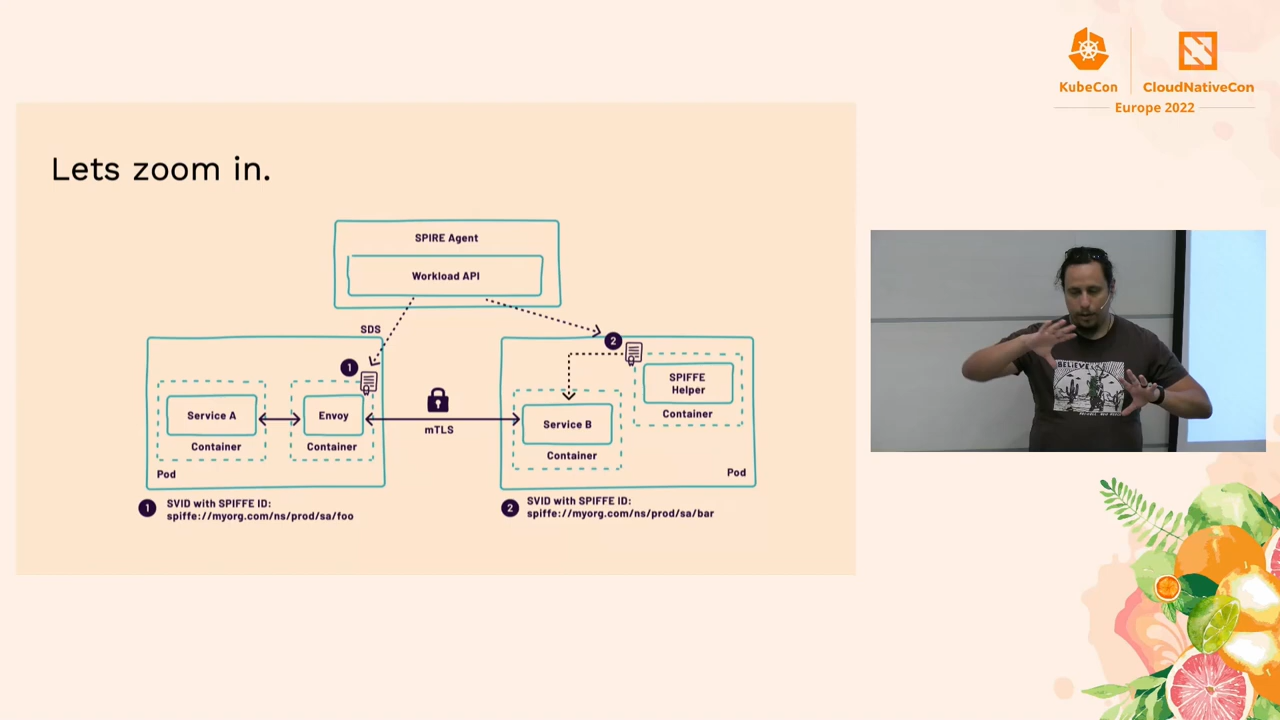 KubeCon
CloudNativeCon
Europe 2022
Lets zoom in.
SPIRE Agent
Workload API
SDS
1
2
Service A
Container
Envoy
Container
Pod
mTLS
SPIFFE
Helper
Container
Service B
Container
Pod
1 SVID with SPIFFE ID:
spiffe://myorg.com/ns/prod/sa/foo
2 SVID with SPIFFE ID:
spiffe://myorg.com/ns/prod/sa/bar
BELIEVE